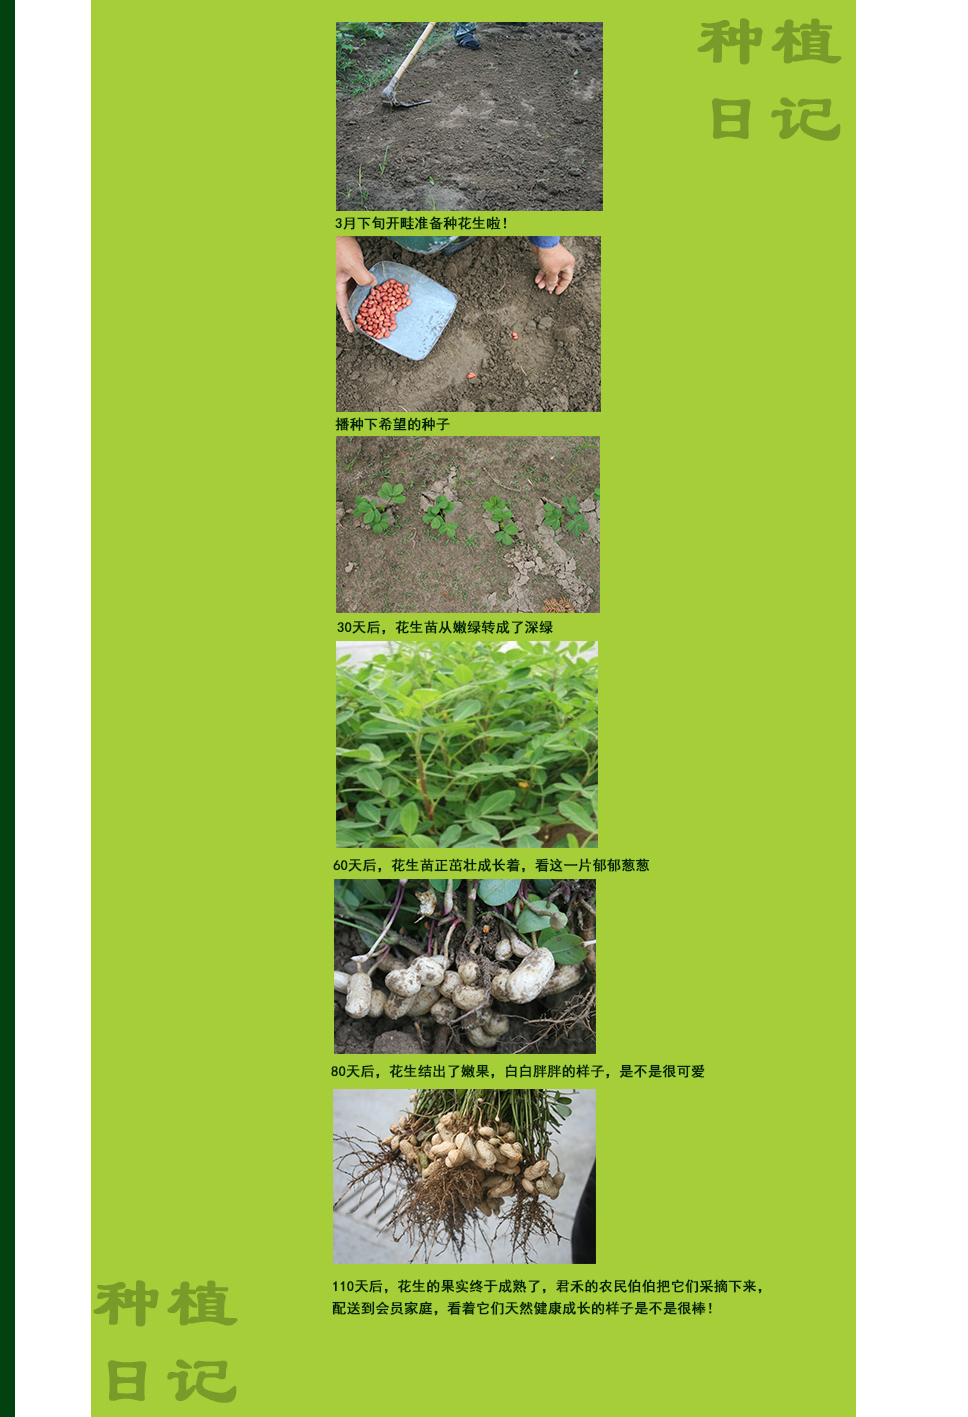 种植
日记
3月下旬开畦准备种花生啦！
播种下希望的种子
30天后，花生苗从嫩绿转成了深绿
60天后，花生苗正茁壮成长着，看这一片郁郁葱葱
80天后，花生结出了嫩果，白白胖胖的样子，是不是很可爱
110天后，花生的果实终于成熟了，君禾的农民伯伯把它们采摘下来，
配送到会员家庭，看着它们天然健康成长的样子是不是很棒！
种植
日记